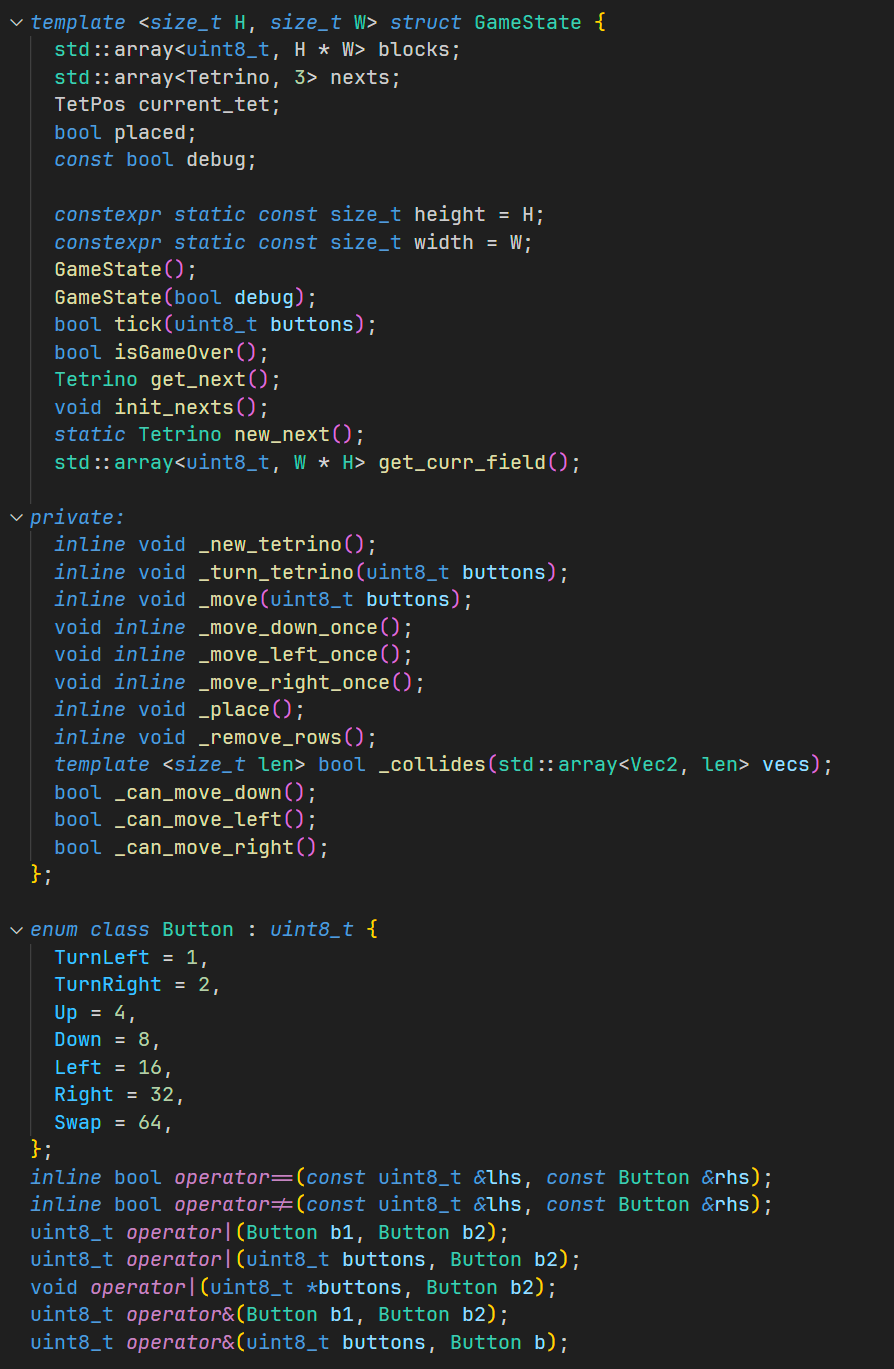 template <size_t H, size_t W> struct GameState {
  std::array<uint8_t, H * W> blocks;
  std::array<Tetrino, 3> nexts;
  TetPos current_tet;
  bool placed;
  const bool debug;

  constexpr static const size_t height = H;
  constexpr static const size_t width = W;
  GameState();
  GameState(bool debug);
  bool tick(uint8_t buttons);
  bool isGameOver();
  Tetrino get_next();
  void init_nexts();
  static Tetrino new_next();
  std::array<uint8_t, W * H> get_curr_field();

private:
  inline void _new_tetrino();
  inline void _turn_tetrino(uint8_t buttons);
  inline void _move(uint8_t buttons);
  void inline _move_down_once();
  void inline _move_left_once();
  void inline _move_right_once();
  inline void _place();
  inline void _remove_rows();
  template <size_t len> bool _collides(std::array<Vec2, len> vecs);
  bool _can_move_down();
  bool _can_move_left();
  bool _can_move_right();
};

enum class Button : uint8_t {
  TurnLeft = 1,
  TurnRight = 2,
  Up = 4,
  Down = 8,
  Left = 16,
  Right = 32,
  Swap = 64,
};
inline bool operator==(const uint8_t &lhs, const Button &rhs);
inline bool operator!=(const uint8_t &lhs, const Button &rhs);
uint8_t operator|(Button b1, Button b2);
uint8_t operator|(uint8_t buttons, Button b2);
void operator|(uint8_t *buttons, Button b2);
uint8_t operator&(Button b1, Button b2);
uint8_t operator&(uint8_t buttons, Button b);